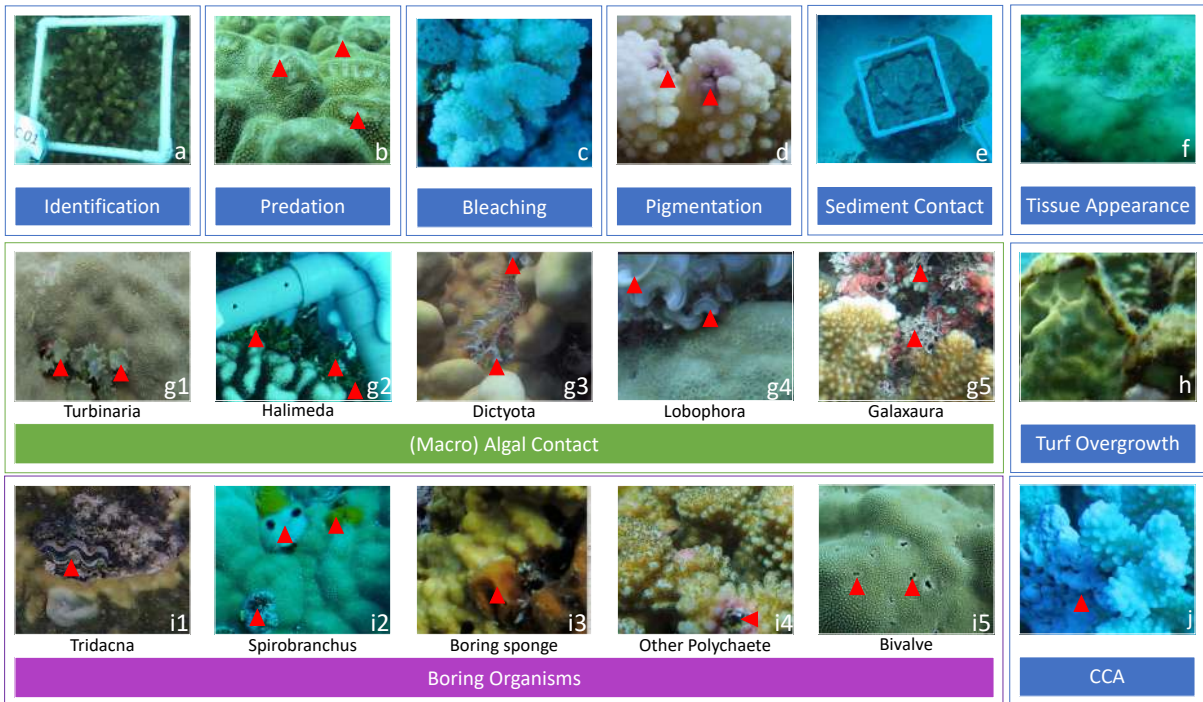 C 01
a
b
c
d
e
f
Identification
Predation
Bleaching
Pigmentation
Sediment Contact
Tissue Appearance
g1
g2
g3
g4
g5
h
Turbinaria
Halimeda
Dictyota
Lobophora
Galaxaura
(Macro) Algal Contact
Turf Overgrowth
i1
i2
i3
i4
i5
j
Tridacna
Spirobranchus
Boring sponge
Other Polychaete
Bivalve
Boring Organisms
CCA